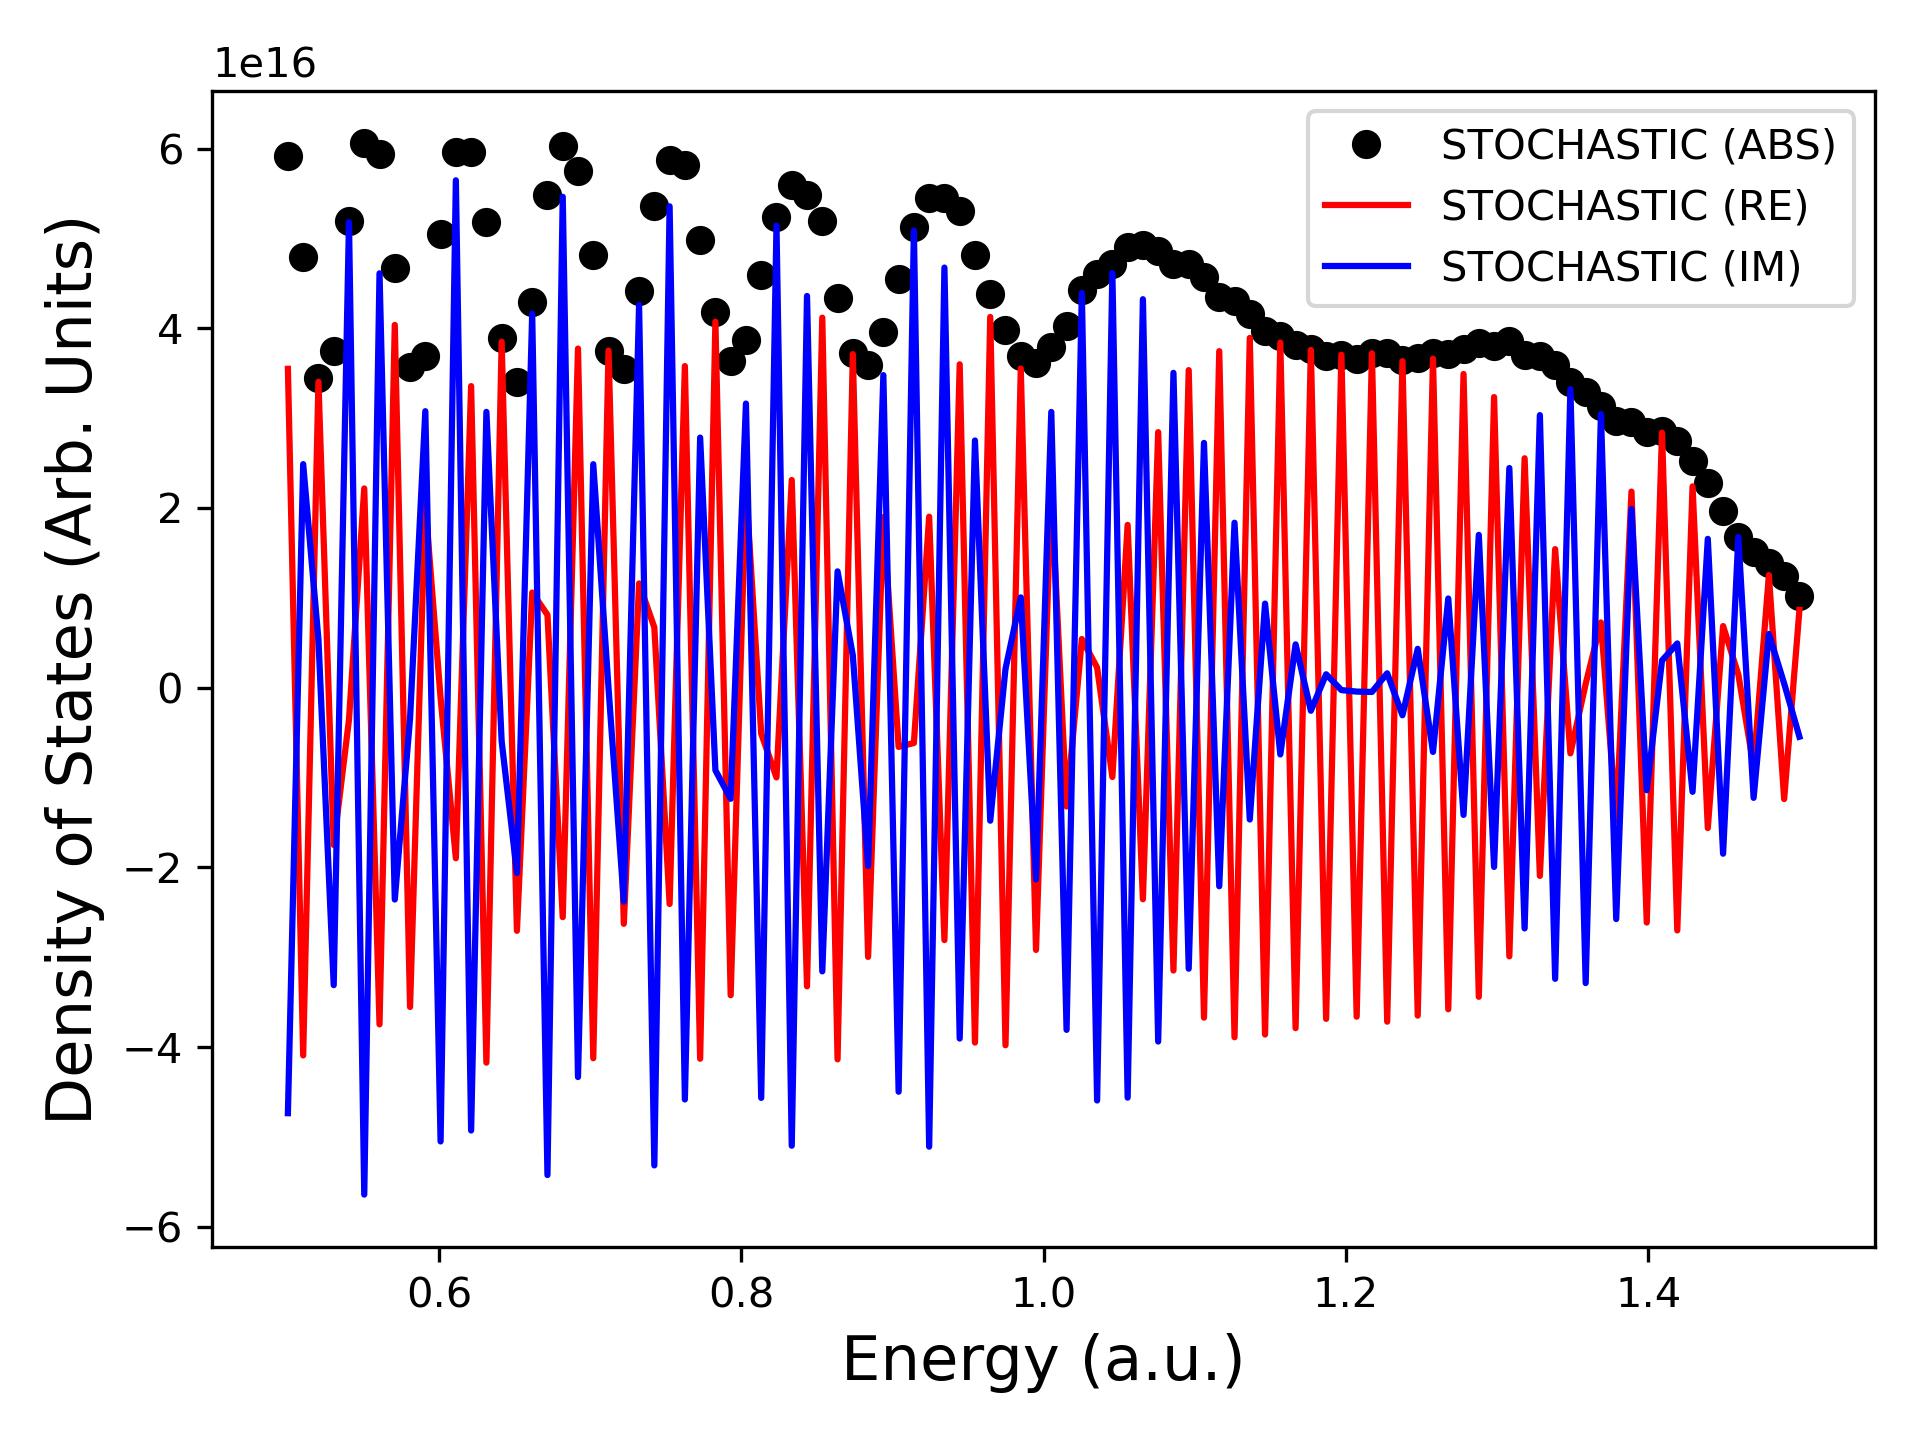 1e16
6
4
2
0
−2
−4
−6
Density of States (Arb. Units)
STOCHASTIC (ABS)
STOCHASTIC (RE)
STOCHASTIC (IM)
0.6 0.8 1.0 1.2 1.4
Energy (a.u.)